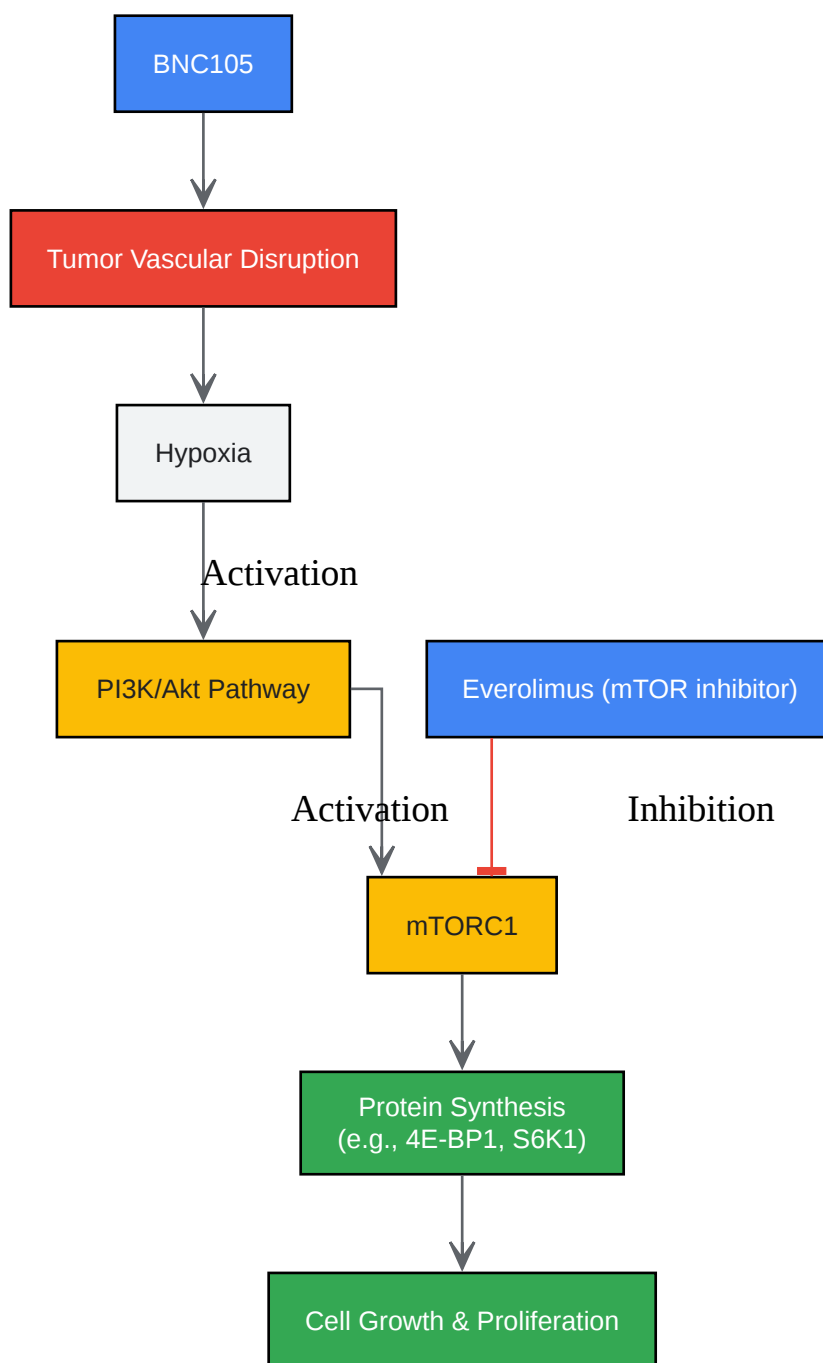 BNC105
Tumor Vascular Disruption
Hypoxia
Activation
PI3K/Akt Pathway
Everolimus (mTOR inhibitor)
Activation
Inhibition
mTORC1
Protein Synthesis
(e.g., 4E-BP1, S6K1)
Cell Growth & Proliferation